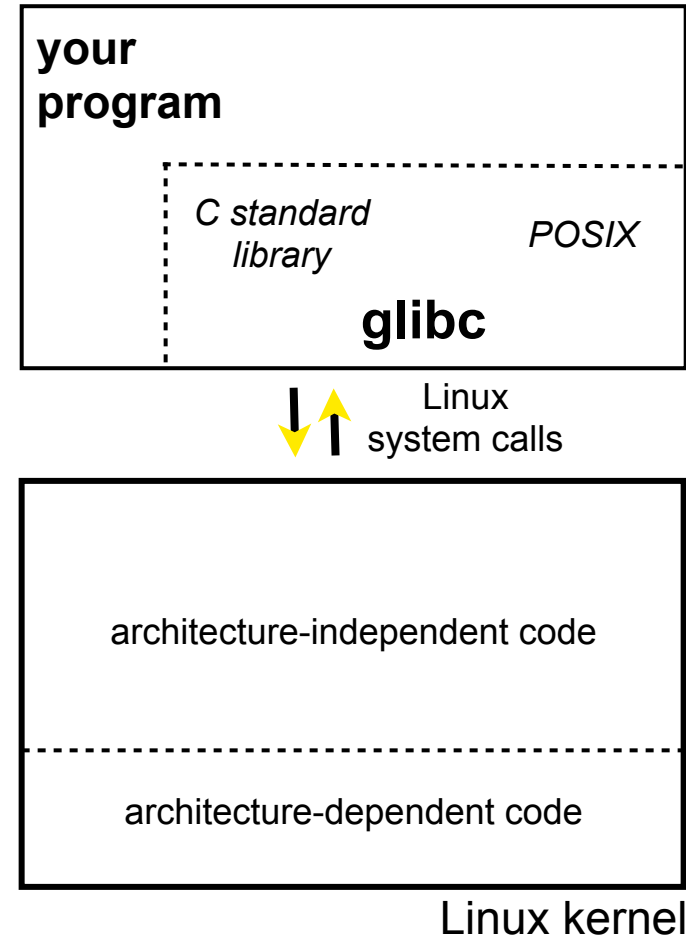 your
program
C standard
library
POSIX
glibc
Linux
system calls
architecture-independent code
architecture-dependent code
Linux kernel